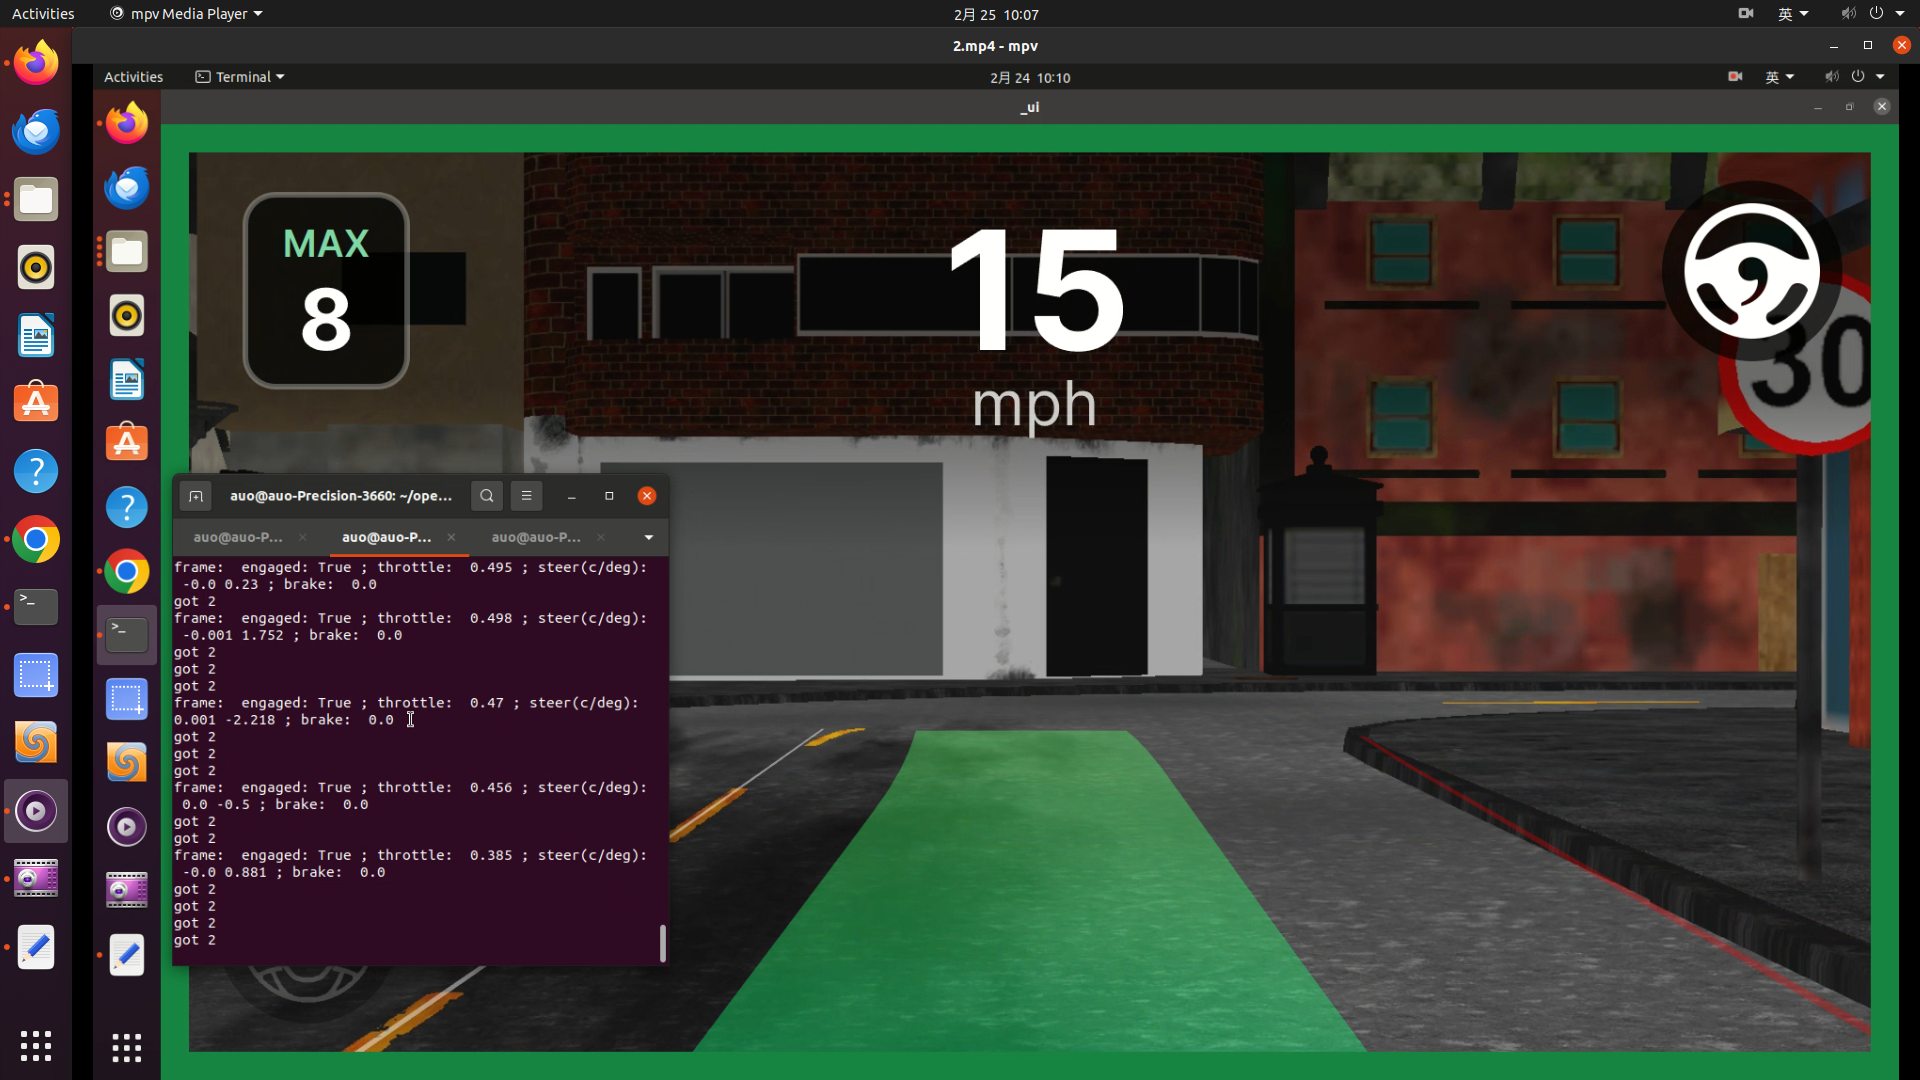 Activities
mpv Media Player
2月 25 10:07
英
2.mp4 - mpv
Activities
Terminal
2月 24 10:10
英
_ui
MAX
8
15
mph
30
auo@auo-Precision-3660: ~/ope...
auo@auo-P...
auo@auo-P...
auo@auo-P...
frame:  engaged: True ; throttle:  0.495 ; steer(c/deg):
 -0.0 0.23 ; brake:  0.0
got 2
frame:  engaged: True ; throttle:  0.498 ; steer(c/deg):
 -0.001 1.752 ; brake:  0.0
got 2
got 2
got 2
frame:  engaged: True ; throttle:  0.47 ; steer(c/deg):
0.001 -2.218 ; brake:  0.0
got 2
got 2
got 2
frame:  engaged: True ; throttle:  0.456 ; steer(c/deg):
 0.0 -0.5 ; brake:  0.0
got 2
got 2
frame:  engaged: True ; throttle:  0.385 ; steer(c/deg):
 -0.0 0.881 ; brake:  0.0
got 2
got 2
got 2
got 2